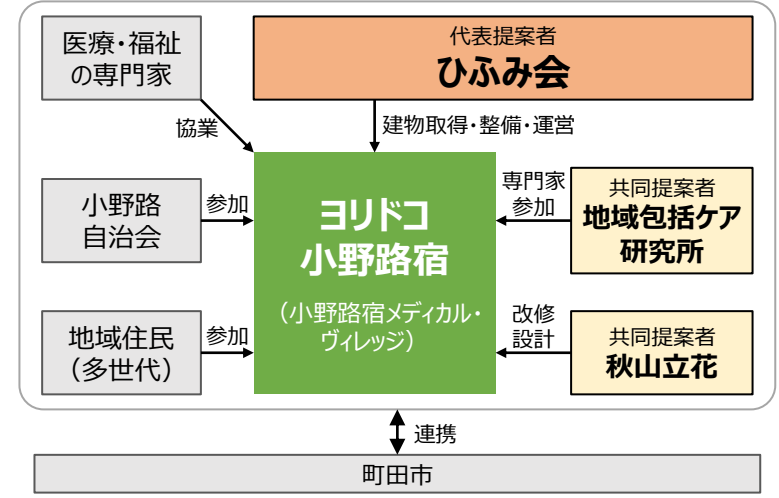 医療・福祉
の専門家
代表提案者
ひふみ会
協業
建物取得・整備・運営
小野路
自治会
参加
ヨリドコ
小野路宿
(小野路宿メディカル・
ヴィレッジ)
専門家
参加
共同提案者
地域包括ケア
研究所
地域住民
(多世代)
参加
改修
設計
共同提案者
秋山立花
連携
町田市